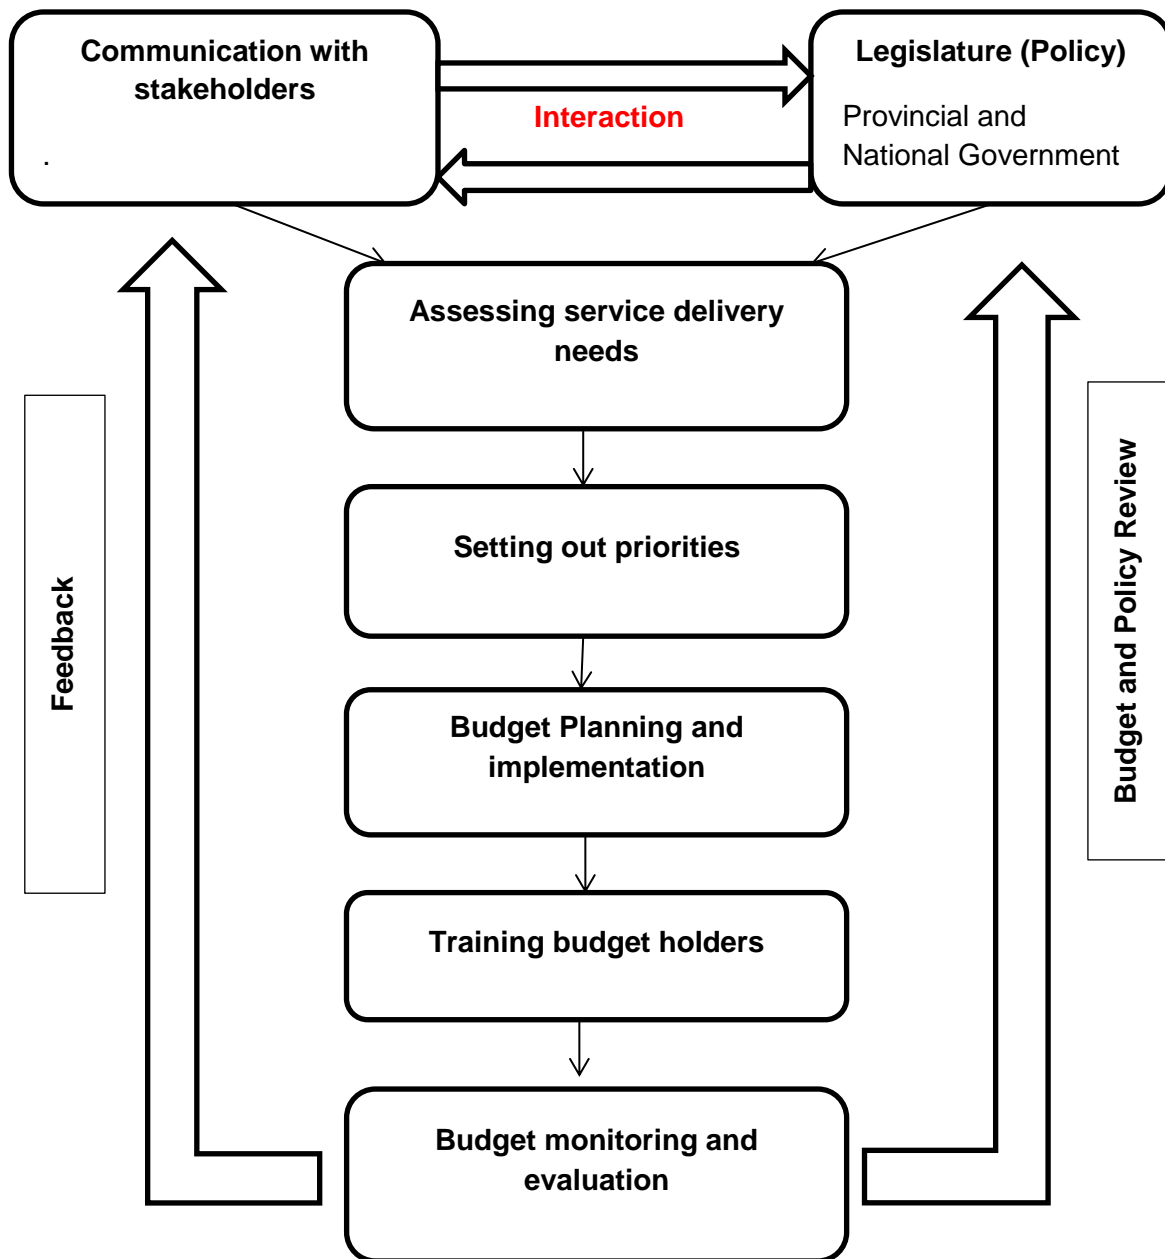 Communication with
stakeholders
.
Interaction
Legislature (Policy)
Provincial and
National Government
Assessing service delivery
needs
Setting out priorities
Budget Planning and
implementation
Training budget holders
Budget monitoring and
evaluation
Feedback
Budget and Policy Review